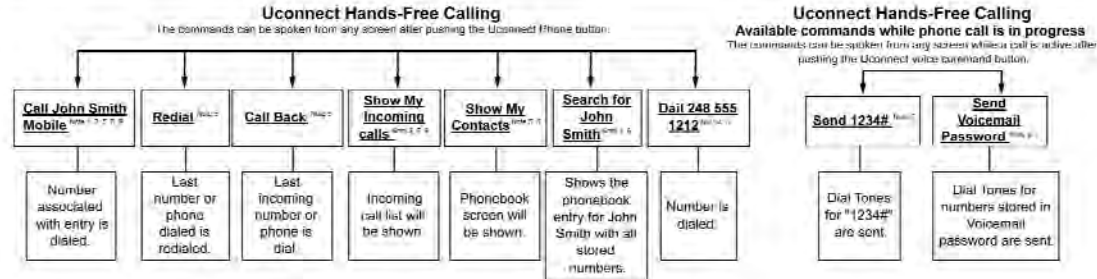 Uconnect Hands-Free Calling
The commands can be spoken from any screen after pushing the Uconnect Phone button.
Call John Smith
Mobile
Redial
Call Back
Show My
Incoming
calls
Show My
Contacts
Search for
John
Smith
Dail 248 555
1212
Number
associated
with entry is
dialed.
Last
number or
phone
dialed is
redialed.
Last
Incoming
number or
phone is
dial.
Incoming
call list will
be shown
Phonebook
screen will
be shown.
Shows the
phonebook
entry for John
Smith with all
stored
numbers.
Number Is
dialed.
Uconnect Hands-Free Calling
Available commands while phone call is in progress
The commands can be spoken from any screen while a call is active after
pushing the Uconnect voice command button.
Send 1234#
Send
Voicemail
Password
Dial Tones
for "1234#"
are sent.
Dial Tones for
numbers stored in
Voicemail
password are sent.